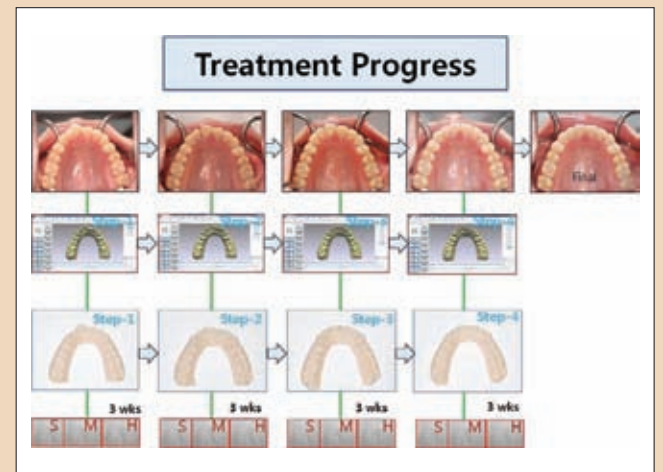 Treatment Progress
Final
Step-1
Step-2
Step-3
Step-4
3 wks
3 wks
3 wks
3 wks
S M H
S M H
S M H
S M H